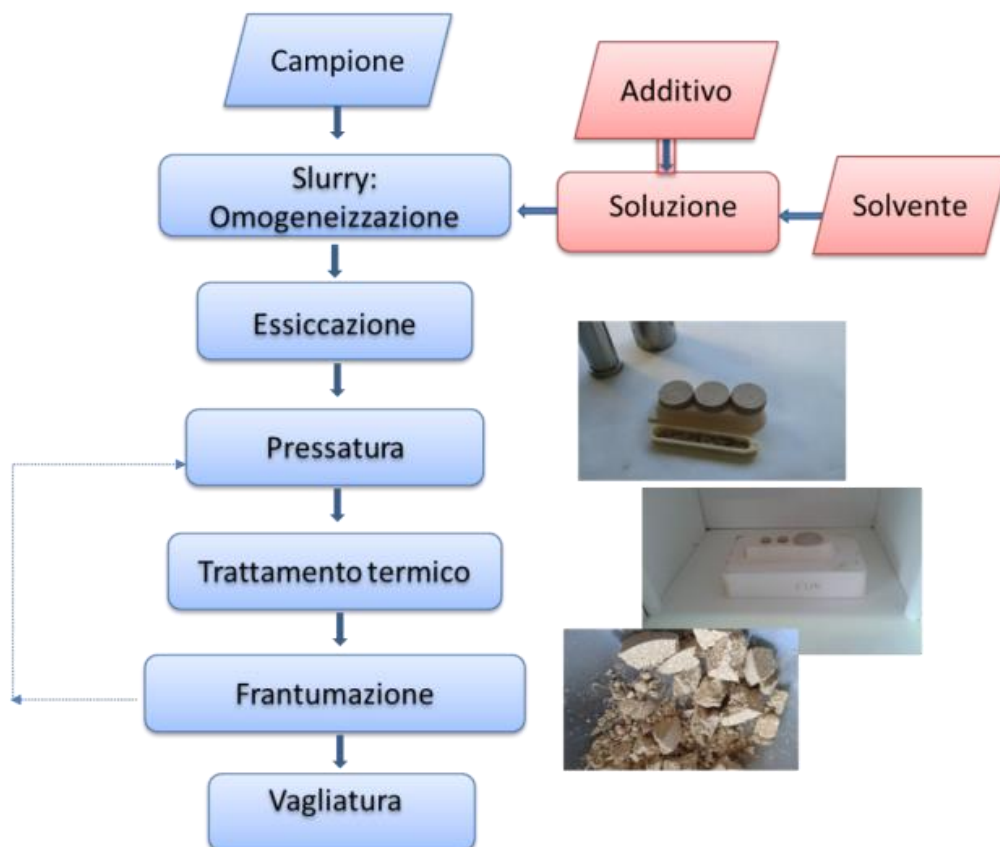 Campione
Additivo
Slurry:
Omogeneizzazione
Soluzione
Solvente
Essiccazione
Pressatura
Trattamento termico
Frantumazione
Vagliatura